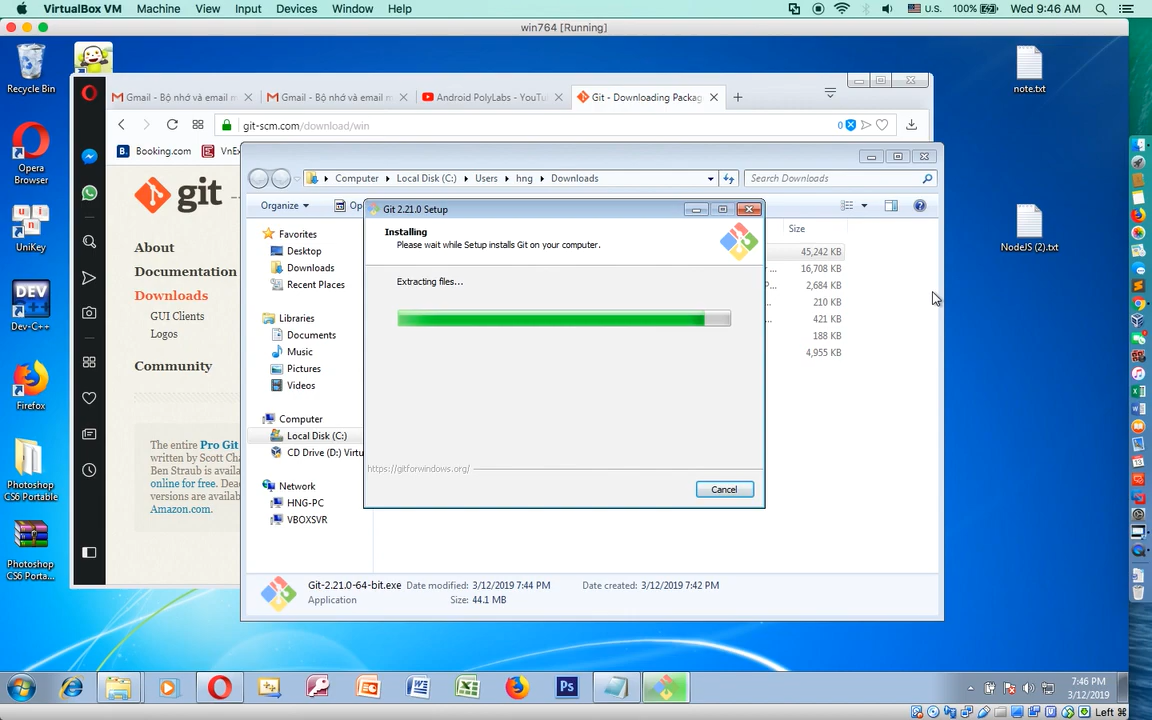 VirtualBox VM Machine View Input Devices Window Help U.S. 100% Wed 9:46 AM
win764 [Running]
Recycle Bin
note.txt
Gmail - Bộ nhớ và email m
Gmail - Bộ nhớ và email m
Android PolyLabs - YouTu
Git - Downloading Packag
git-scm.com/download/win
0
Booking.com
VnEx
Opera
Browser
UniKey
NodeJS (2).txt
Dev-C++
Firefox
Photoshop
CS6 Portable
Photoshop
CS6 Porta...
git
About
Documentation
Downloads
GUI Clients
Logos
Community
The entire Pro Git
written by Scott Cha
Ben Straub is availa
online for free. Dea
versions are availab
Amazon.com.
Computer Local Disk (C:) Users hng Downloads
Search Downloads
Organize
Op
Favorites
Desktop
Downloads
Recent Places
Libraries
Documents
Music
Pictures
Videos
Computer
Local Disk (C:)
CD Drive (D:) Virtu
Network
HNG-PC
VBOXSVR
Size
45,242 KB
16,708 KB
2,684 KB
210 KB
421 KB
188 KB
4,955 KB
Git 2.21.0 Setup
Installing
Please wait while Setup installs Git on your computer.
Extracting files...
https://gitforwindows.org/
Cancel
Git-2.21.0-64-bit.exe Date modified: 3/12/2019 7:44 PM Date created: 3/12/2019 7:42 PM
Application Size: 44.1 MB
Ps
7:46 PM
3/12/2019
Left ⌘